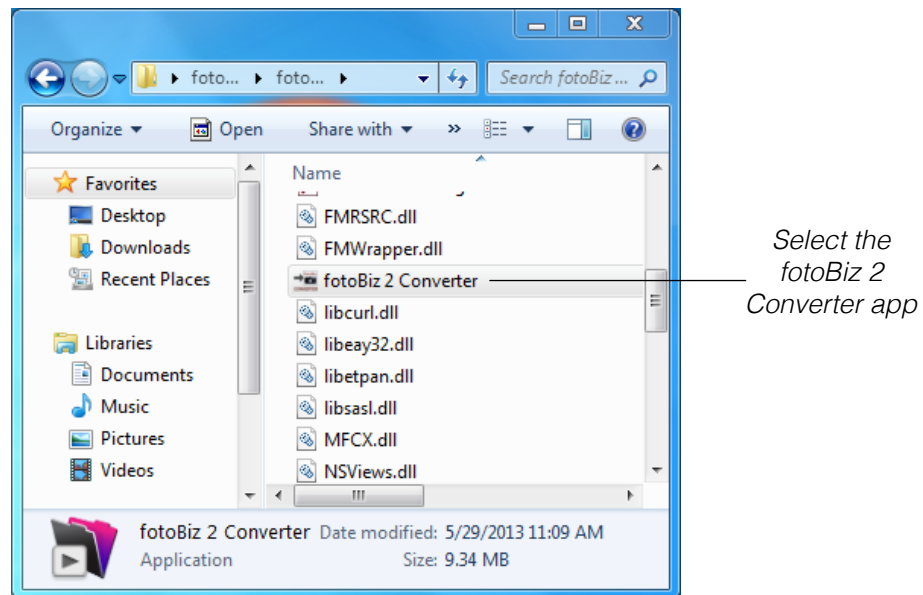 foto... foto... Search fotoBiz ...
Organize Open Share with »
Favorites
Desktop
Downloads
Recent Places
Libraries
Documents
Music
Pictures
Videos
Name
FMRSRC.dll
FMWrapper.dll
fotoBiz 2 Converter
libcurl.dll
libeay32.dll
libetpan.dll
libsasl.dll
MFCX.dll
NSViews.dll
Select the
fotoBiz 2
Converter app
fotoBiz 2 Converter Date modified: 5/29/2013 11:09 AM
Application Size: 9.34 MB